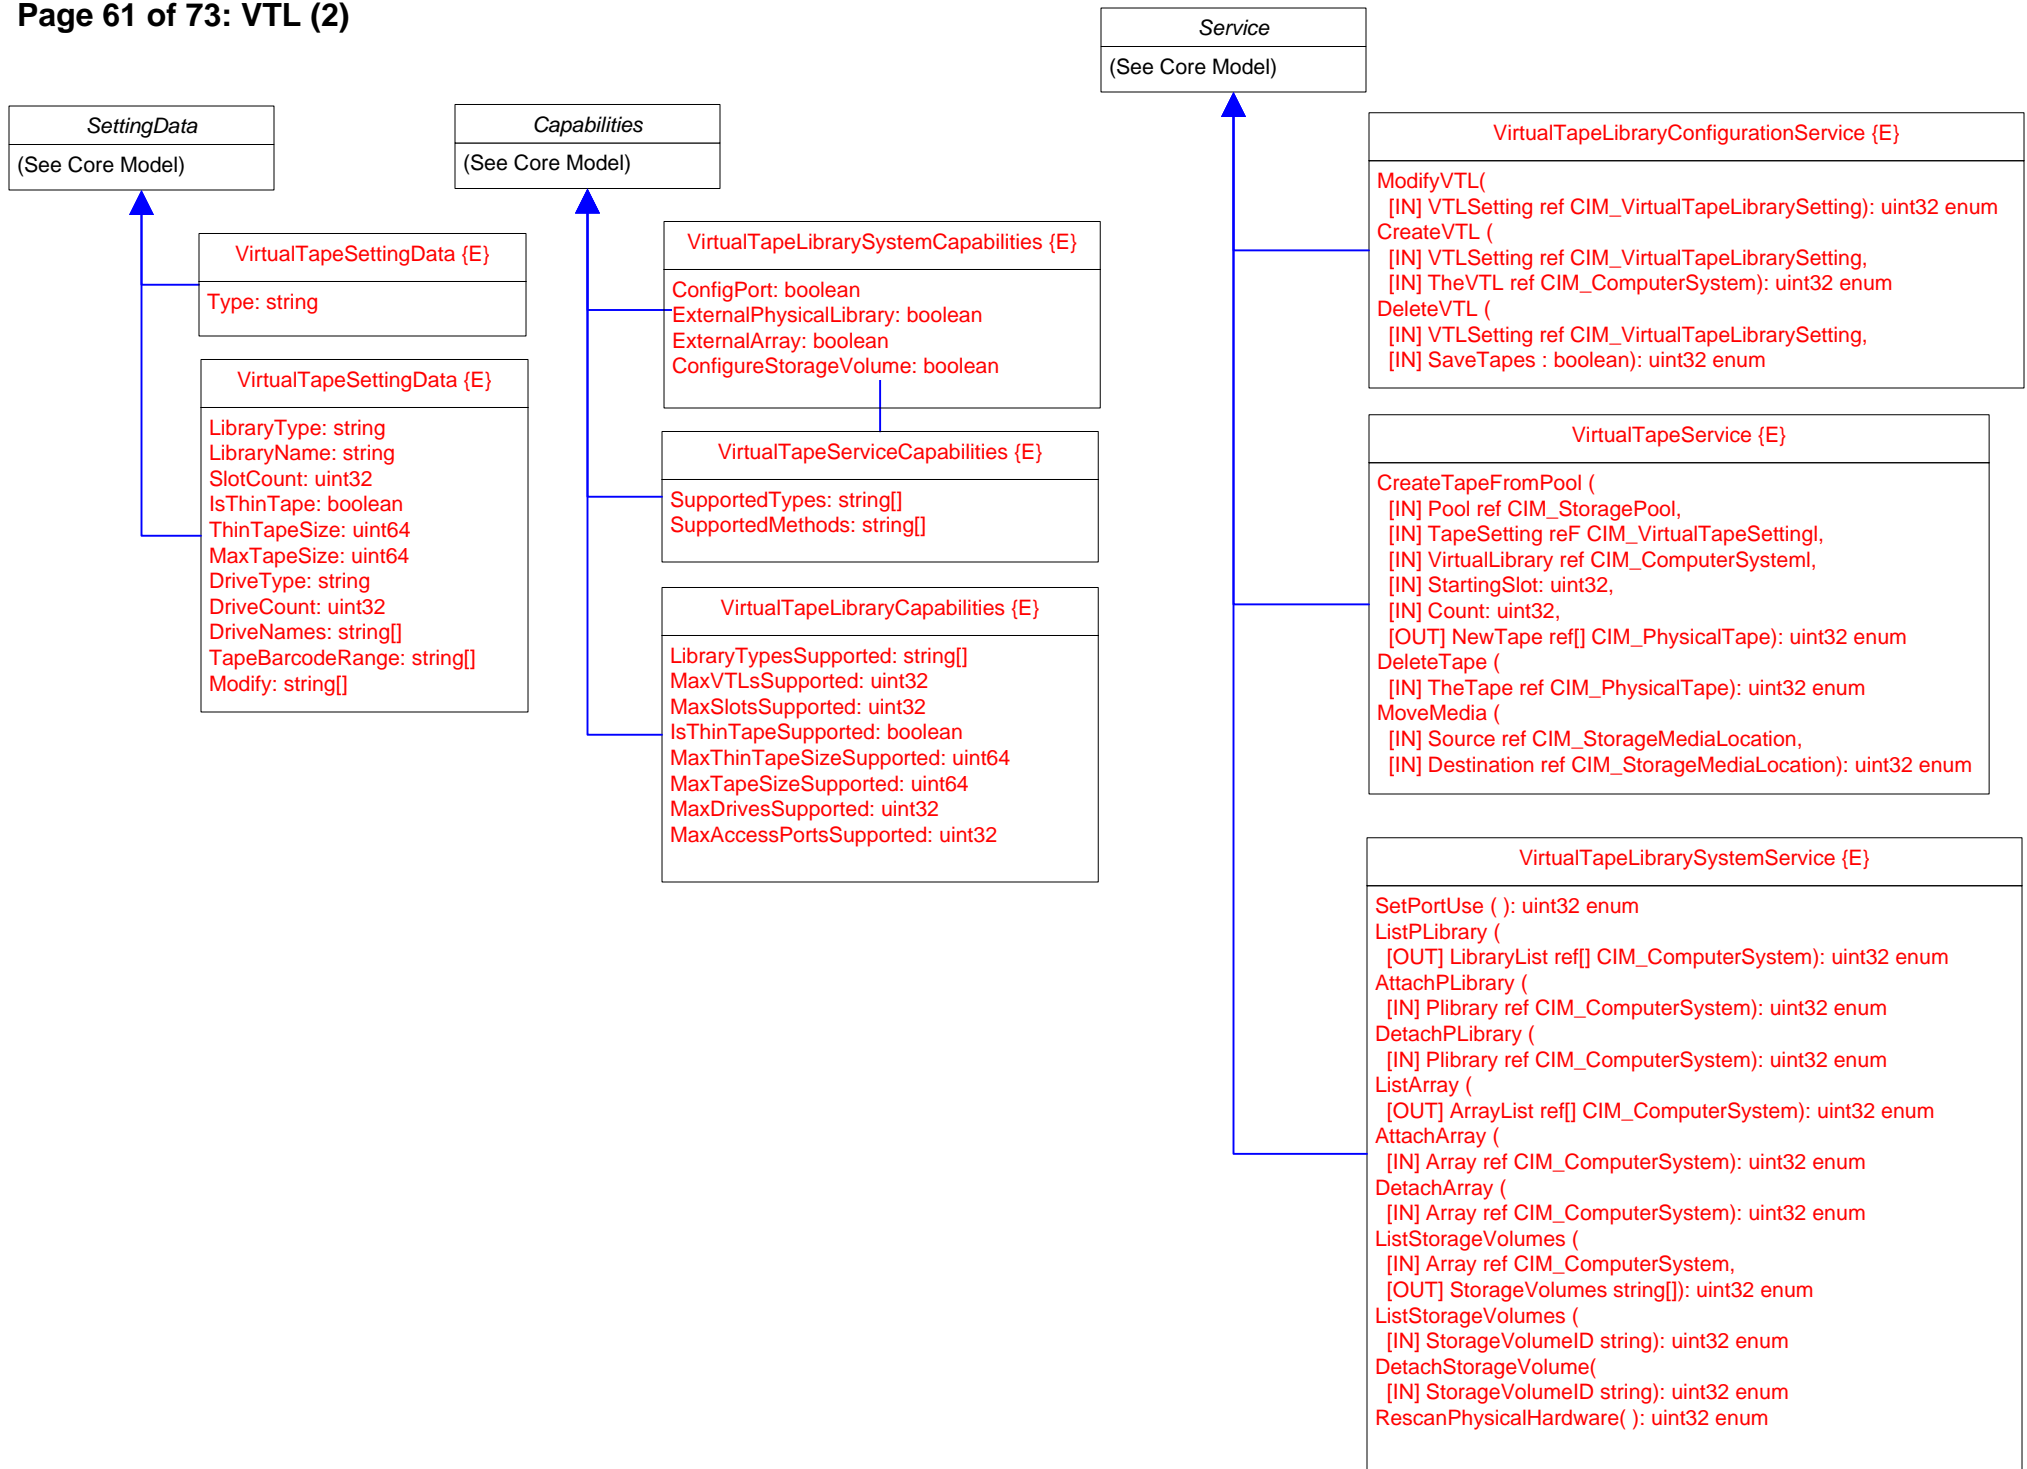 Page 61 of 73: VTL (2)
SettingData
(See Core Model)
VirtualTapeSettingData {E}
Type: string
VirtualTapeSettingData {E}
LibraryType: string
LibraryName: string
SlotCount: uint32
IsThinTape: boolean
ThinTapeSize: uint64
MaxTapeSize: uint64
DriveType: string
DriveCount: uint32
DriveNames: string[]
TapeBarcodeRange: string[]
Modify: string[]
Capabilities
(See Core Model)
VirtualTapeLibrarySystemCapabilities {E}
ConfigPort: boolean
ExternalPhysicalLibrary: boolean
ExternalArray: boolean
ConfigureStorageVolume: boolean
VirtualTapeServiceCapabilities {E}
SupportedTypes: string[]
SupportedMethods: string[]
VirtualTapeLibraryCapabilities {E}
LibraryTypesSupported: string[]
MaxVTLsSupported: uint32
MaxSlotsSupported: uint32
IsThinTapeSupported: boolean
MaxThinTapeSizeSupported: uint64
MaxTapeSizeSupported: uint64
MaxDrivesSupported: uint32
MaxAccessPortsSupported: uint32
Service
(See Core Model)
VirtualTapeLibraryConfigurationService {E}
ModifyVTL(
[IN] VTLSetting ref CIM_VirtualTapeLibrarySetting): uint32 enum
CreateVTL (
[IN] VTLSetting ref CIM_VirtualTapeLibrarySetting,
[IN] TheVTL ref CIM_ComputerSystem): uint32 enum
DeleteVTL (
[IN] VTLSetting ref CIM_VirtualTapeLibrarySetting,
[IN] SaveTapes : boolean): uint32 enum
VirtualTapeService {E}
CreateTapeFromPool (
[IN] Pool ref CIM_StoragePool,
[IN] TapeSetting reF CIM_VirtualTapeSettingl,
[IN] VirtualLibrary ref CIM_ComputerSysteml,
[IN] StartingSlot: uint32,
[IN] Count: uint32,
[OUT] NewTape ref[] CIM_PhysicalTape): uint32 enum
DeleteTape (
[IN] TheTape ref CIM_PhysicalTape): uint32 enum
MoveMedia (
[IN] Source ref CIM_StorageMediaLocation,
[IN] Destination ref CIM_StorageMediaLocation): uint32 enum
VirtualTapeLibrarySystemService {E}
SetPortUse ( ): uint32 enum
ListPLibrary (
[OUT] LibraryList ref[] CIM_ComputerSystem): uint32 enum
AttachPLibrary (
[IN] Plibrary ref CIM_ComputerSystem): uint32 enum
DetachPLibrary (
[IN] Plibrary ref CIM_ComputerSystem): uint32 enum
ListArray (
[OUT] ArrayList ref[] CIM_ComputerSystem): uint32 enum
AttachArray (
[IN] Array ref CIM_ComputerSystem): uint32 enum
DetachArray (
[IN] Array ref CIM_ComputerSystem): uint32 enum
ListStorageVolumes (
[IN] Array ref CIM_ComputerSystem,
[OUT] StorageVolumes string[]): uint32 enum
ListStorageVolumes (
[IN] StorageVolumeID string): uint32 enum
DetachStorageVolume(
[IN] StorageVolumeID string): uint32 enum
RescanPhysicalHardware( ): uint32 enum